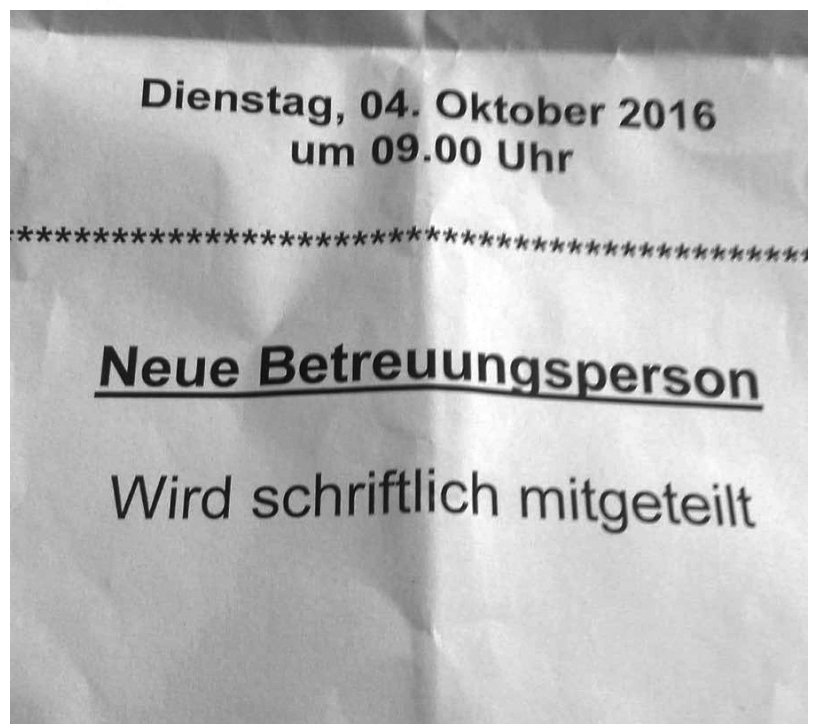 Dienstag, 04. Oktober 2016
um 09.00 Uhr
*******************************************
Neue Betreuungsperson
Wird schriftlich mitgeteilt